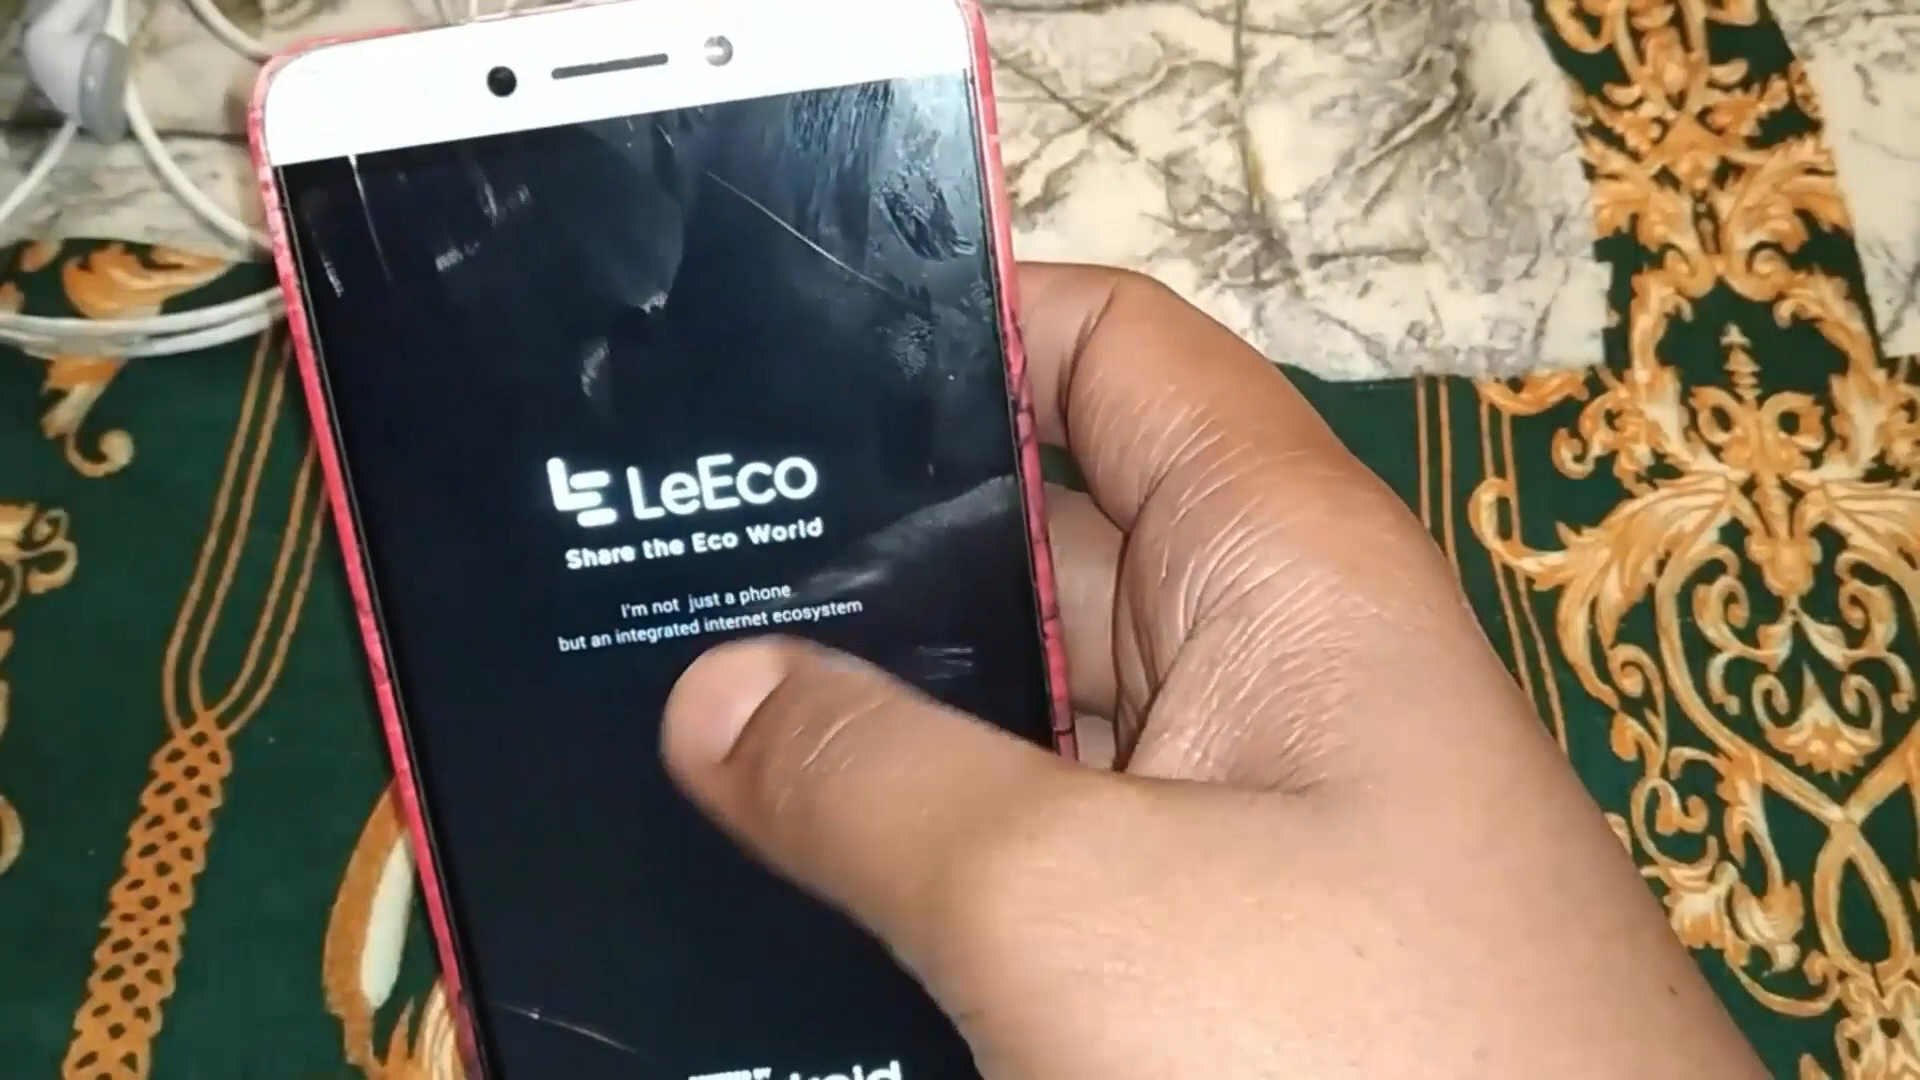 LeEco
Share the Eco World
I'm not just a phone
but an integrated internet ecosystem